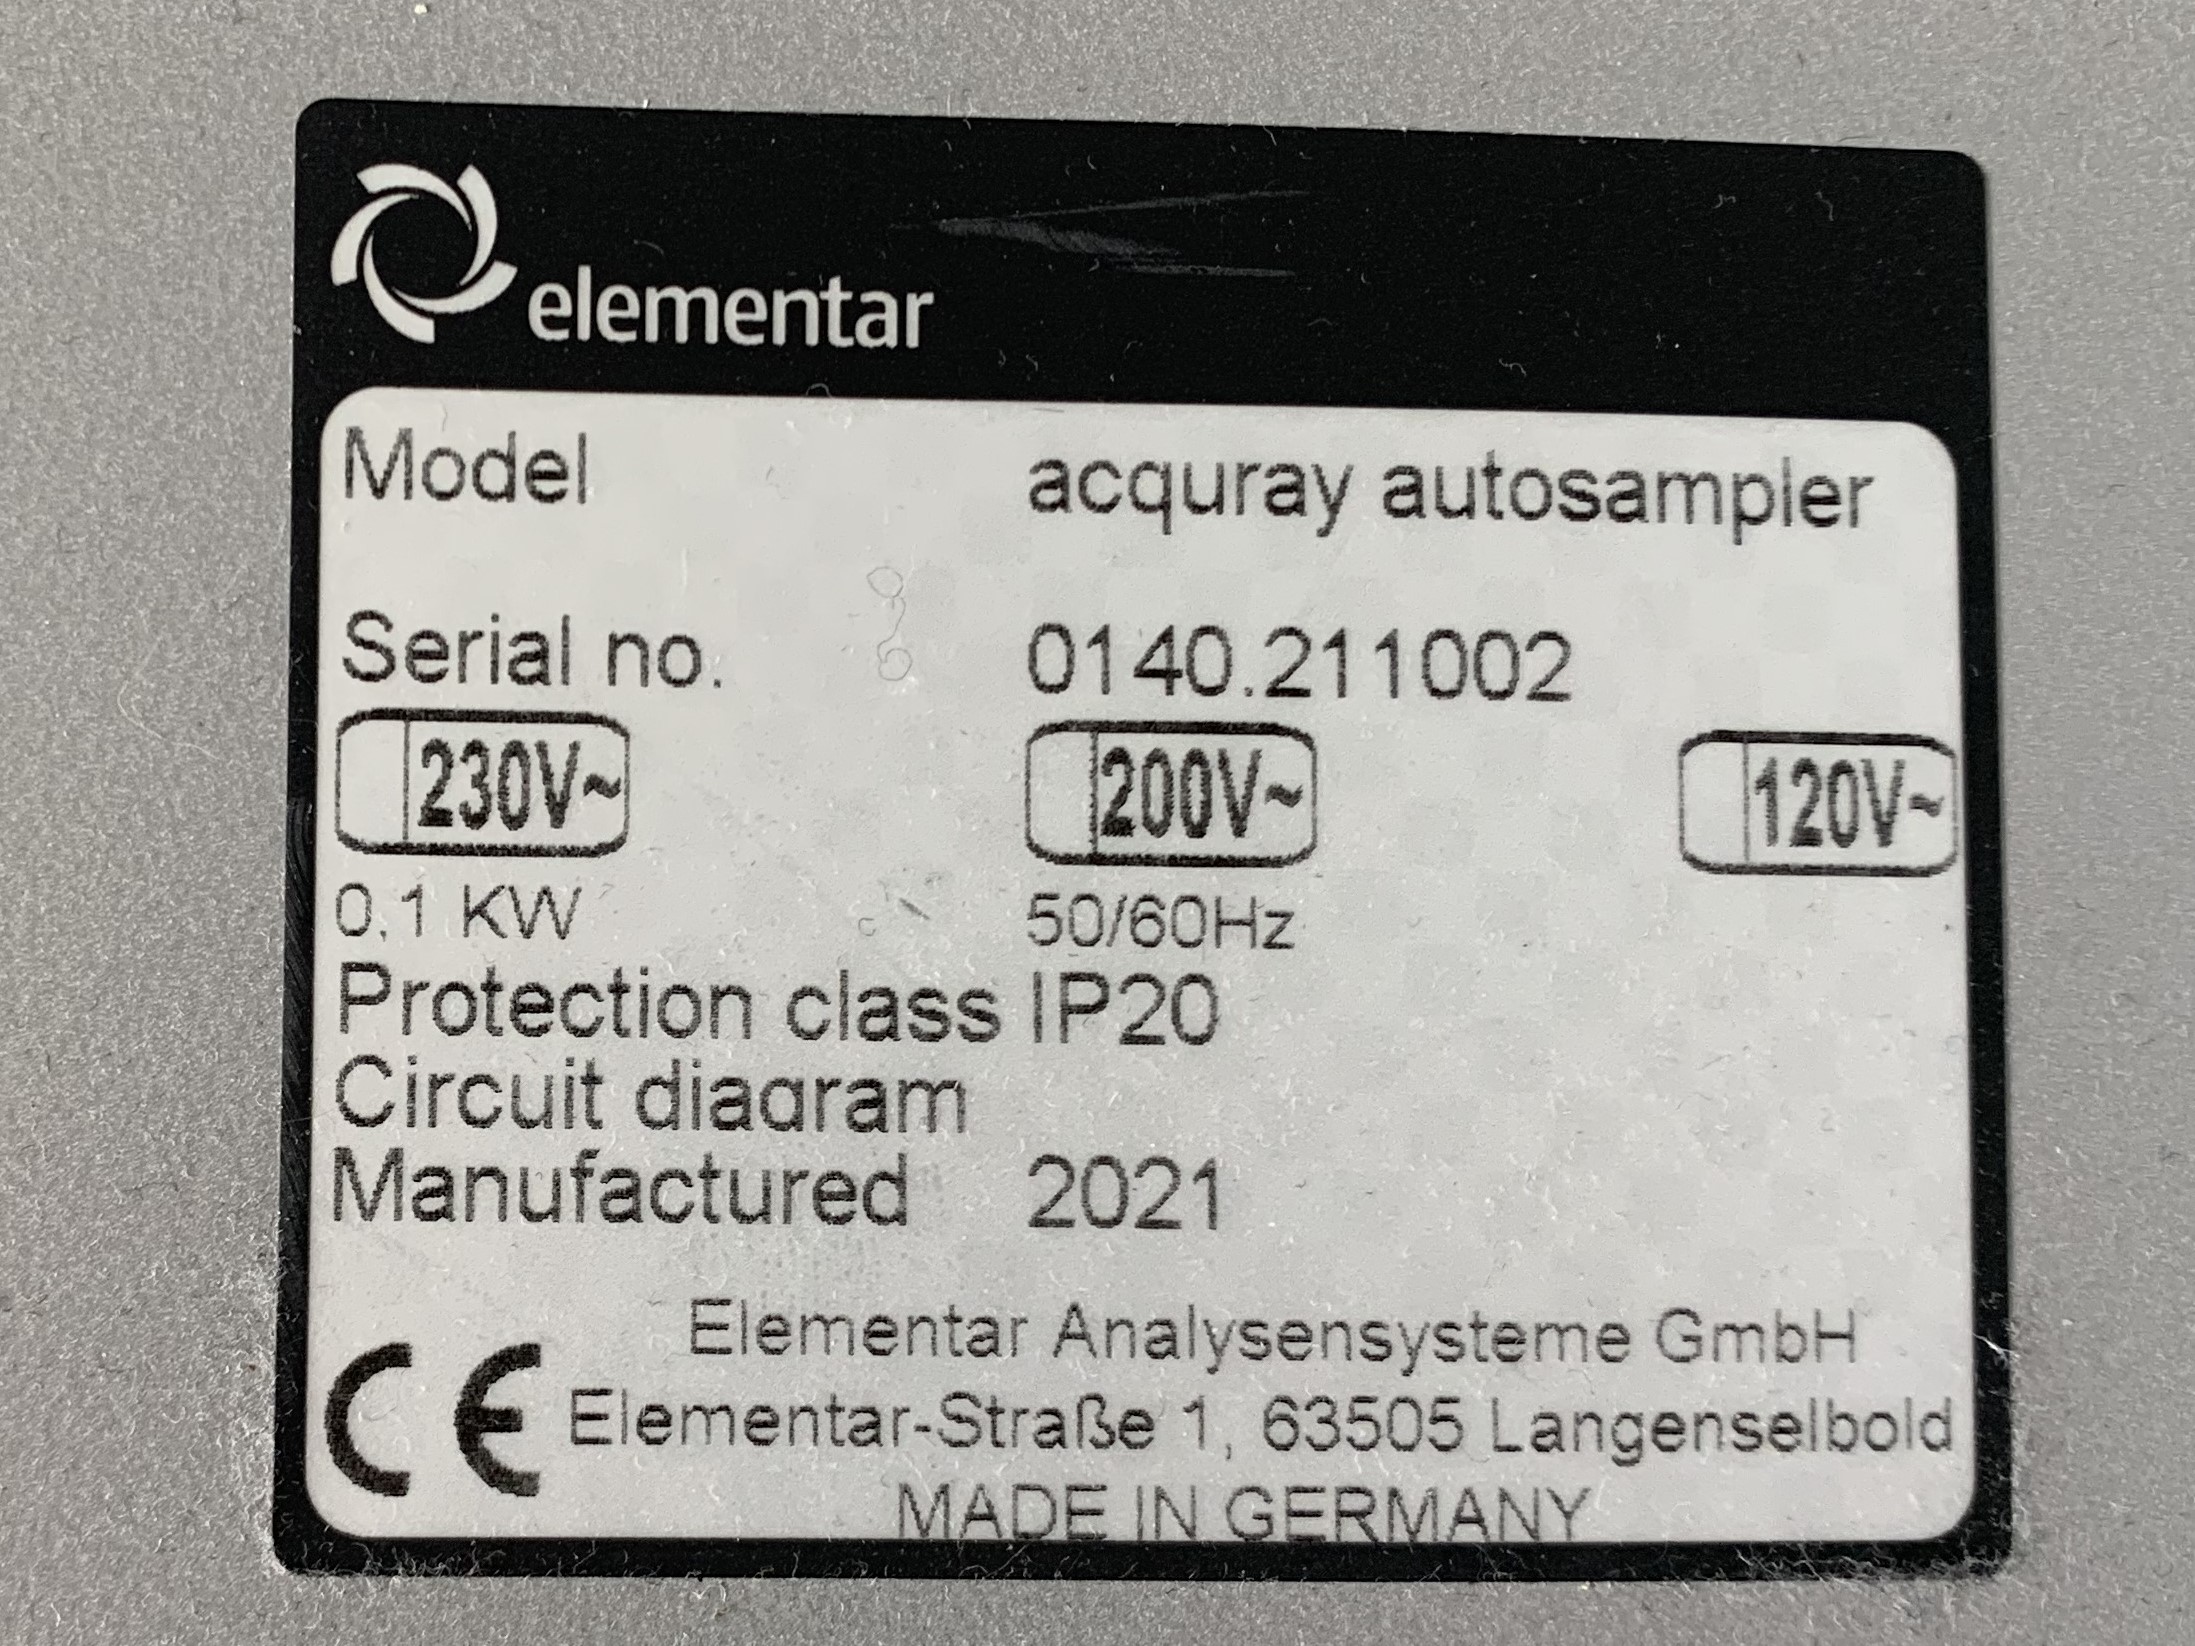 elementar
Model acquray autosampler
Serial no. 0140.211002
230V~ 200V~ 120V~
0,1 KW 50/60Hz
Protection class IP20
Circuit diagram
Manufactured 2021
Elementar Analysensysteme GmbH
CE Elementar-Straße 1, 63505 Langenselbold
MADE IN GERMANY